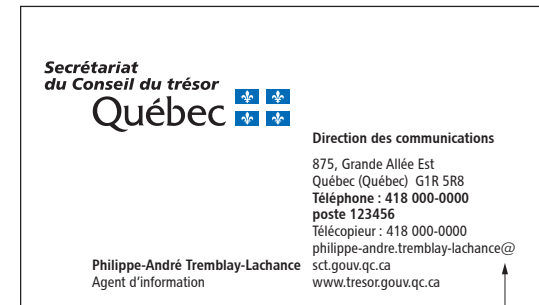 Secrétariat
du Conseil du trésor
Québec
Direction des communications
875, Grande Allée Est
Québec (Québec)  G1R 5R8
Téléphone : 418 000-0000
poste 123456
Télécopieur : 418 000-0000
philippe-andre.tremblay-lachance@
sct.gouv.qc.ca
www.tresor.gouv.qc.ca
Philippe-André Tremblay-Lachance
Agent d'information